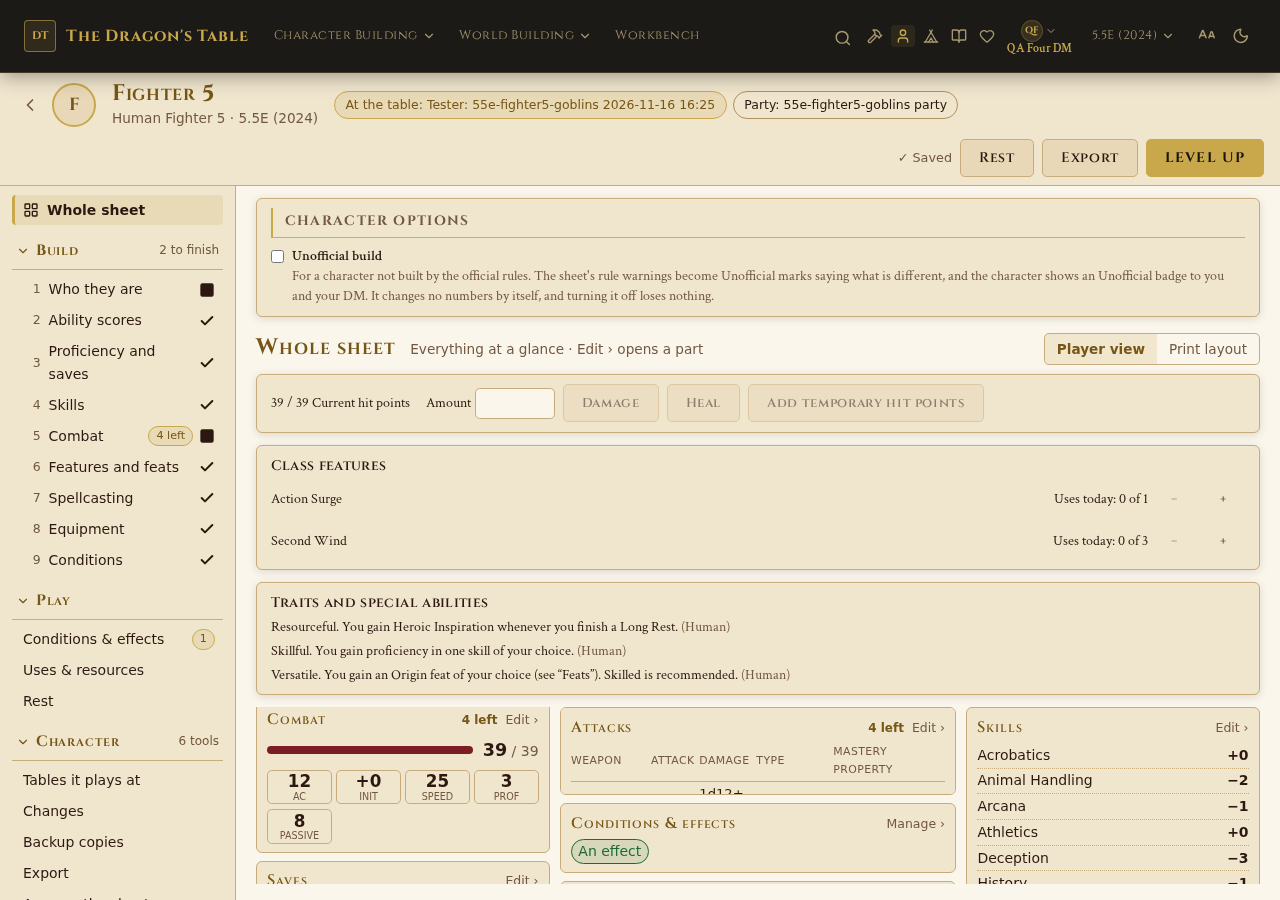 DT The Dragon's Table Character Building World Building Workbench QF QA Four DM 5.5E (2024) AA
F Fighter 5
Human Fighter 5 · 5.5E (2024)
At the table: Tester: 55e-fighter5-goblins 2026-11-16 16:25 Party: 55e-fighter5-goblins party
✓ Saved Rest Export LEVEL UP
Whole sheet
Build 2 to finish
1 Who they are
2 Ability scores
3 Proficiency and
saves
4 Skills
5 Combat 4 left
6 Features and feats
7 Spellcasting
8 Equipment
9 Conditions
Play
Conditions & effects 1
Uses & resources
Rest
Character 6 tools
Tables it plays at
Changes
Backup copies
Export
CHARACTER OPTIONS
Unofficial build
For a character not built by the official rules. The sheet's rule warnings become Unofficial marks saying what is different, and the character shows an Unofficial badge to you
and your DM. It changes no numbers by itself, and turning it off loses nothing.
Whole sheet Everything at a glance · Edit › opens a part Player view Print layout
39 / 39 Current hit points Amount Damage Heal Add temporary hit points
Class features
Action Surge Uses today: 0 of 1 − +
Second Wind Uses today: 0 of 3 − +
Traits and special abilities
Resourceful. You gain Heroic Inspiration whenever you finish a Long Rest. (Human)
Skillful. You gain proficiency in one skill of your choice. (Human)
Versatile. You gain an Origin feat of your choice (see “Feats”). Skilled is recommended. (Human)
Combat 4 left Edit ›
39 / 39
12 +0 25 3
AC INIT SPEED PROF
8
PASSIVE
Saves Edit ›
Attacks 4 left Edit ›
WEAPON ATTACK DAMAGE TYPE MASTERY
PROPERTY
1d12+
Conditions & effects Manage ›
An effect
Skills Edit ›
Acrobatics +0
Animal Handling −2
Arcana −1
Athletics +0
Deception −3
History −1